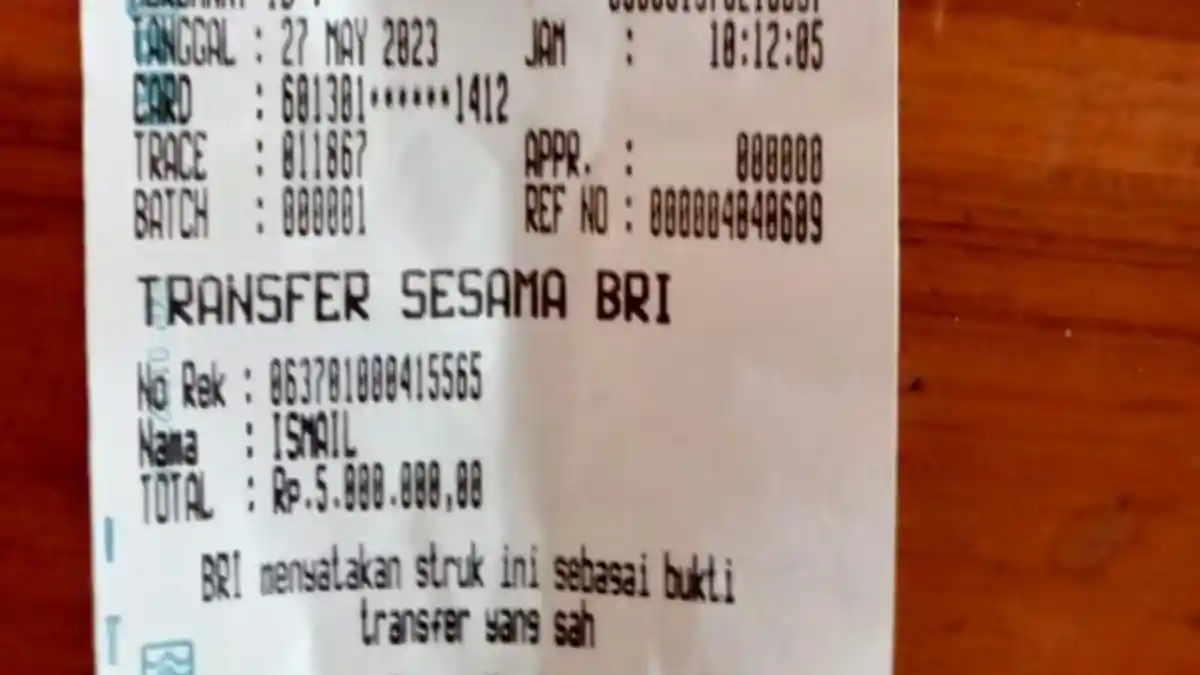 TANGGAL : 27 MAY 2023 JAM : 10:12:05
CARD : 601301******1412
TRACE : 011867 APPR. : 000000
BATCH : 000001 REF NO : 000004040609
TRANSFER SESAMA BRI
No Rek : 063701000415565
Nama : ISMAIL
TOTAL : Rp.5.000.000,00
BRI menyatakan struk ini sebagai bukti
transfer yang sah